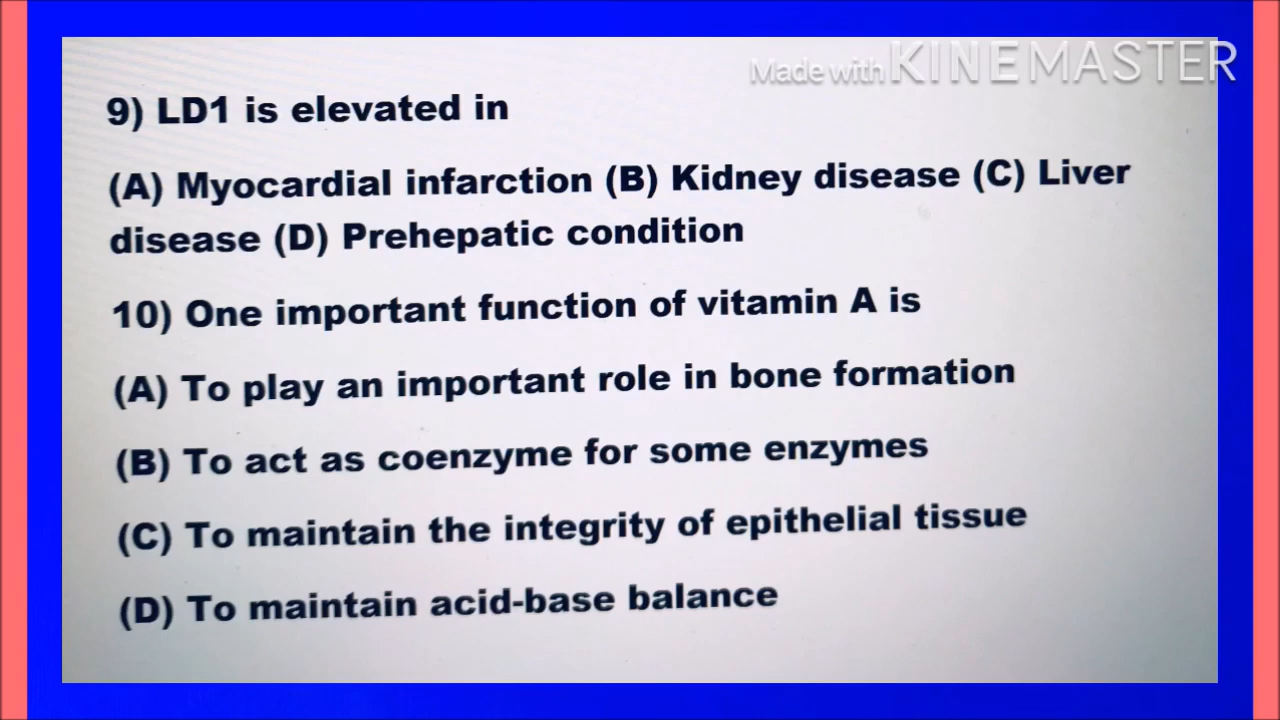 Made with KINEMASTER
9) LD1 is elevated in
(A) Myocardial infarction (B) Kidney disease (C) Liver
disease (D) Prehepatic condition
10) One important function of vitamin A is
(A) To play an important role in bone formation
(B) To act as coenzyme for some enzymes
(C) To maintain the integrity of epithelial tissue
(D) To maintain acid-base balance